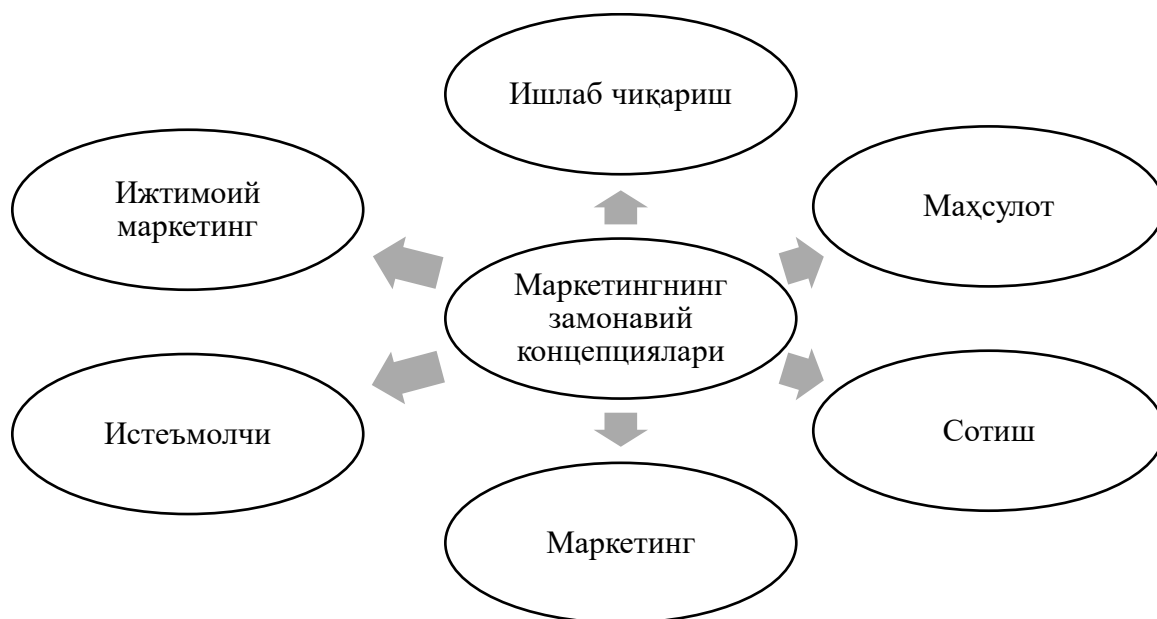 Ишлаб чиқариш
Ижтимоий
маркетинг
Маҳсулот
Маркетингнинг
замонавий
концепциялари
Истеъмолчи
Сотиш
Маркетинг